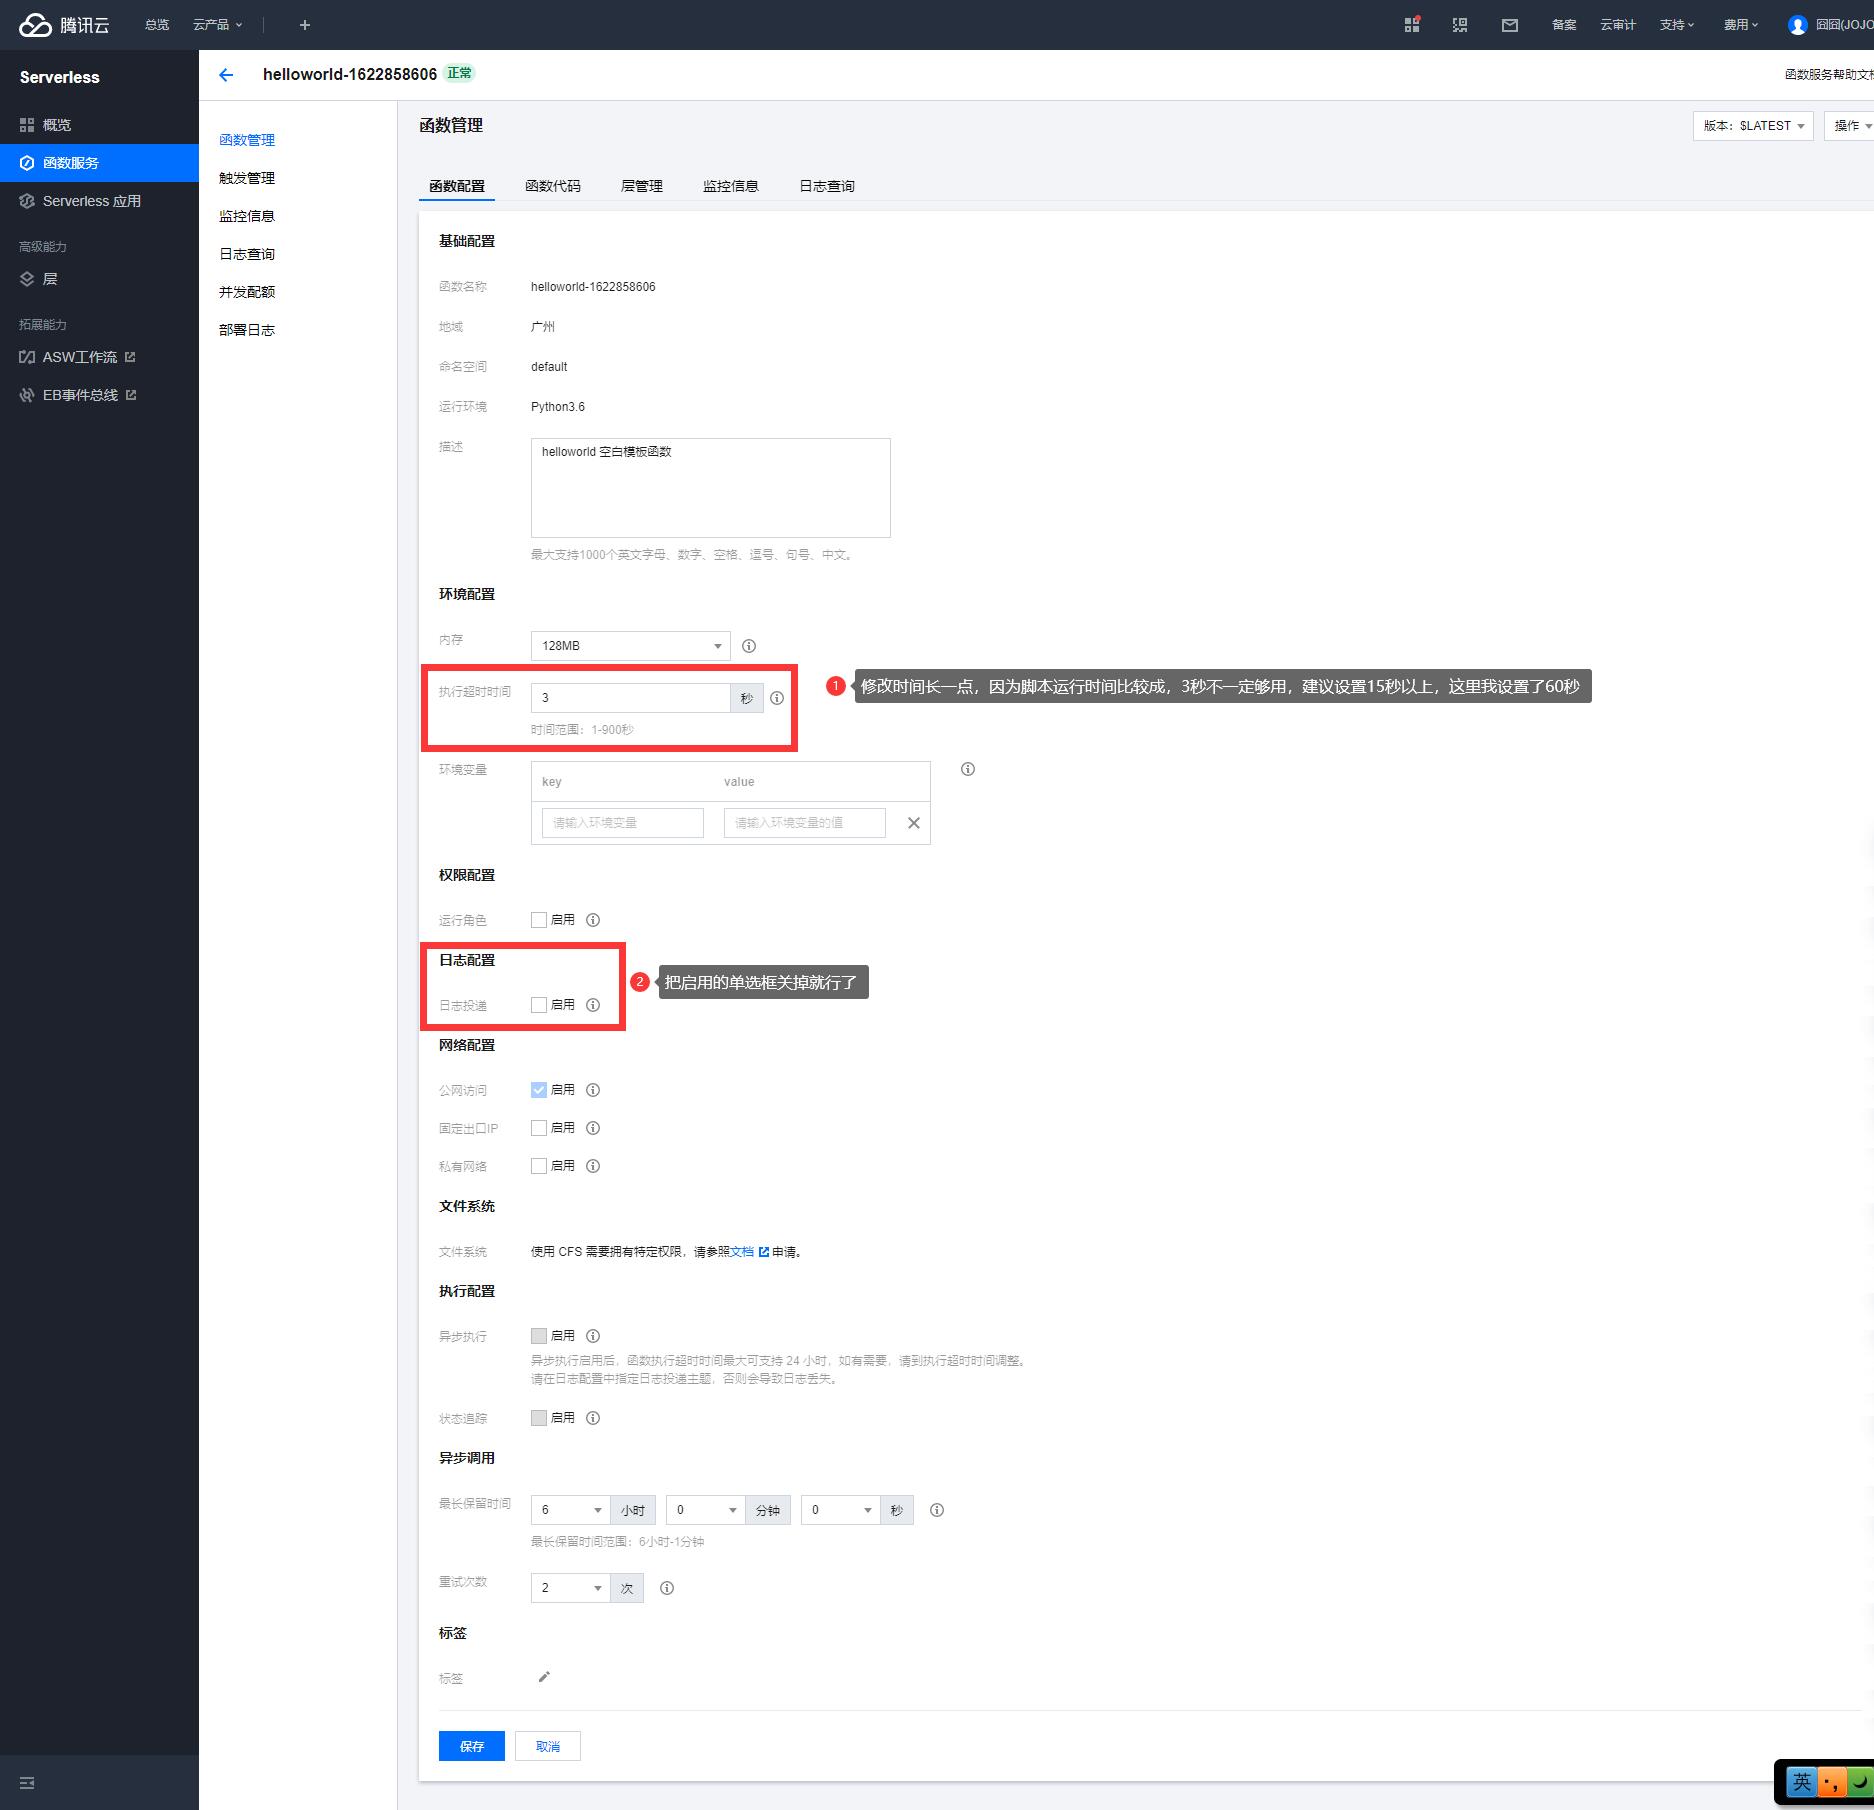 腾讯云
总览
云产品
备案
云审计
支持
费用
囧囧(JOJO
Serverless
概览
函数服务
Serverless 应用
高级能力
层
拓展能力
ASW工作流
EB事件总线
helloworld-1622858606 正常
函数服务帮助文档
函数管理
触发管理
监控信息
日志查询
并发配额
部署日志
函数管理
版本：$LATEST
操作
函数配置
函数代码
层管理
监控信息
日志查询
基础配置
函数名称 helloworld-1622858606
地域 广州
命名空间 default
运行环境 Python3.6
描述 helloworld 空白模板函数
最大支持1000个英文字母、数字、空格、逗号、句号、中文。
环境配置
内存 128MB
执行超时时间 3 秒
时间范围：1-900秒
1 修改时间长一点，因为脚本运行时间比较成，3秒不一定够用，建议设置15秒以上，这里我设置了60秒
环境变量 key value
请输入环境变量 请输入环境变量的值
权限配置
运行角色 启用
日志配置
日志投递 启用
2 把启用的单选框关掉就行了
网络配置
公网访问 启用
固定出口IP 启用
私有网络 启用
文件系统
文件系统 使用 CFS 需要拥有特定权限，请参照文档 申请。
执行配置
异步执行 启用
异步执行启用后，函数执行超时时间最大可支持 24 小时，如有需要，请到执行超时时间调整。
请在日志配置中指定日志投递主题，否则会导致日志丢失。
状态追踪 启用
异步调用
最长保留时间 6 小时 0 分钟 0 秒
最长保留时间范围：6小时-1分钟
重试次数 2 次
标签
标签
保存 取消
英